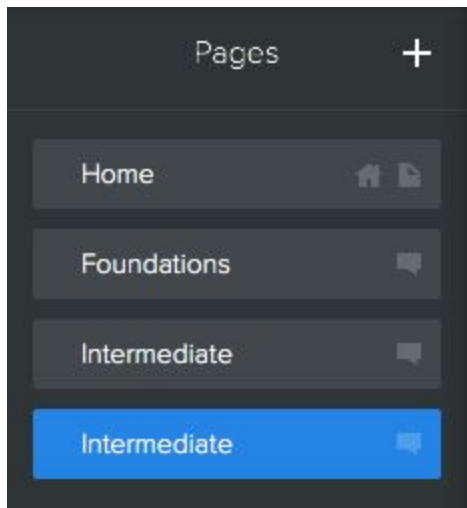 Pages +
Home
Foundations
Intermediate
Intermediate